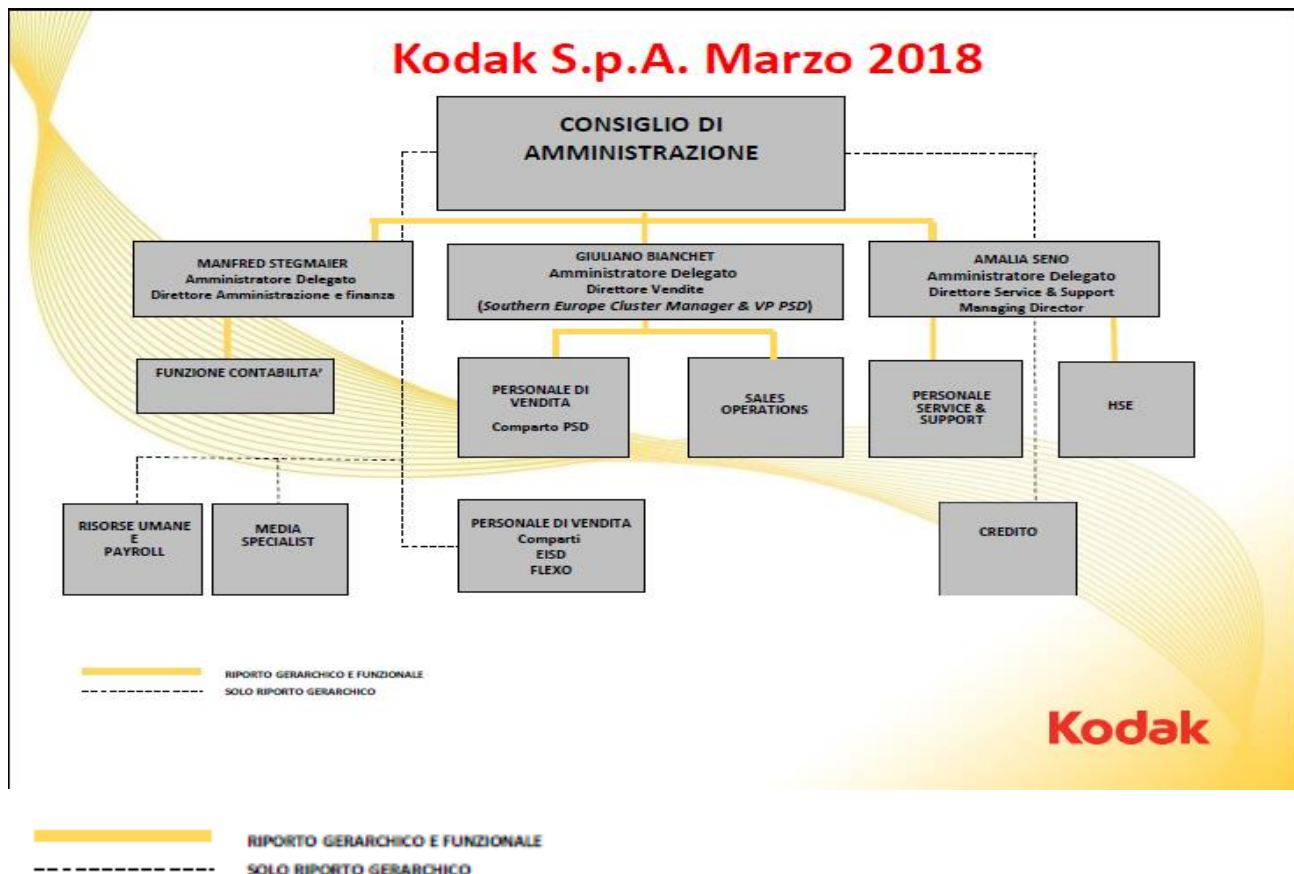 Kodak S.p.A. Marzo 2018
CONSIGLIO DI
AMMINISTRAZIONE
MANFRED STEGMAIER
Amministratore Delegato
Direttore Amministrazione e finanza
GIULIANO BIANCHET
Amministratore Delegato
Direttore Vendite
(Southern Europe Cluster Manager & VP PSD)
AMALIA SENO
Amministratore Delegato
Direttore Service & Support
Managing Director
FUNZIONE CONTABILITA’
PERSONALE DI
VENDITA
Comparto PSD
SALES
OPERATIONS
PERSONALE
SERVICE &
SUPPORT
HSE
RISORSE UMANE
E
PAYROLL
MEDIA
SPECIALIST
PERSONALE DI VENDITA
Comparti
EISD
FLEXO
CREDITO
RIPORTO GERARCHICO E FUNZIONALE
SOLO RIPORTO GERARCHICO
Kodak
RIPORTO GERARCHICO E FUNZIONALE
SOLO RIPORTO GERARCHICO